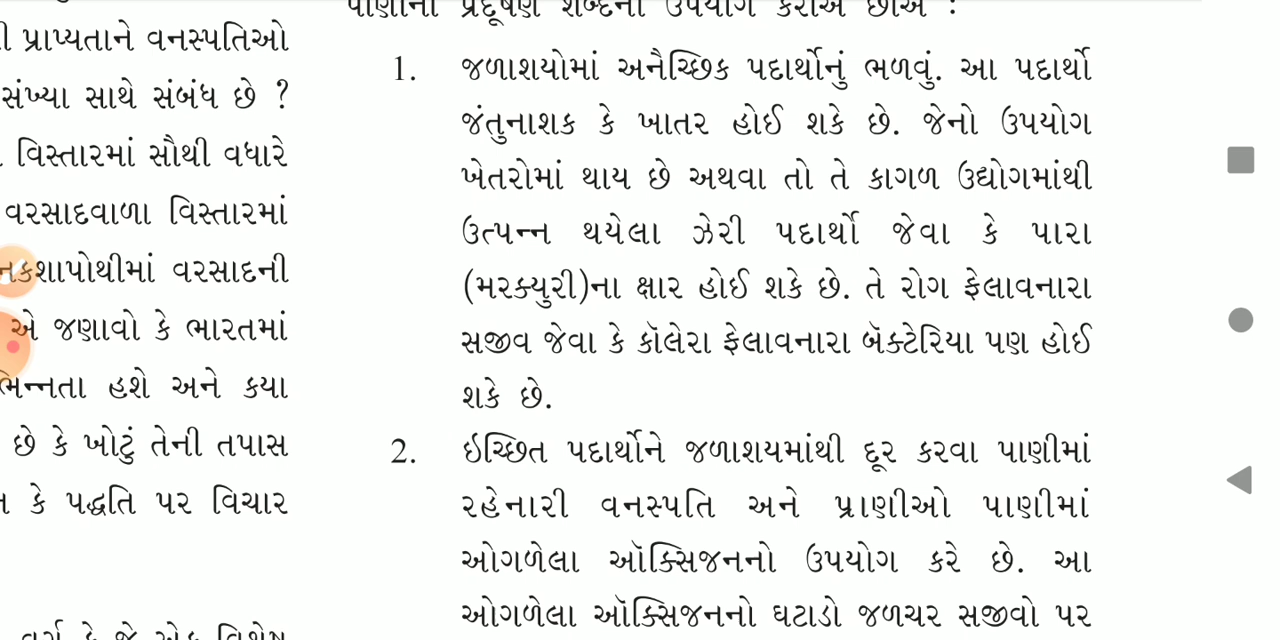 પ્રાપ્યતાને વનસ્પતિઓ
સંખ્યા સાથે સંબંધ છે ?
વિસ્તારમાં સૌથી વધારે
વરસાદવાળા વિસ્તારમાં
નકશાપોથીમાં વરસાદની
એ જણાવો કે ભારતમાં
હશે અને કયા
છે કે ખોટું તેની તપાસ
કે પદ્ધતિ પર વિચાર
પાણીના પ્રદૂષણ શબ્દનો ઉપયોગ કરીએ છીએ :
1. જળાશયોમાં અનૈચ્છિક પદાર્થોનું ભળવું. આ પદાર્થો
જંતુનાશક કે ખાતર હોઈ શકે છે. જેનો ઉપયોગ
ખેતરોમાં થાય છે અથવા તો તે કાગળ ઉદ્યોગમાંથી
ઉત્પન્ન થયેલા ઝેરી પદાર્થો જેવા કે પારા
(મરક્યુરી)ના ક્ષાર હોઈ શકે છે. તે રોગ ફેલાવનારા
સજીવ જેવા કે કૉલેરા ફેલાવનારા બૅક્ટેરિયા પણ હોઈ
શકે છે.
2. ઇચ્છિત પદાર્થોને જળાશયમાંથી દૂર કરવા પાણીમાં
રહેનારી વનસ્પતિ અને પ્રાણીઓ પાણીમાં
ઓગળેલા ઑક્સિજનનો ઉપયોગ કરે છે. આ
ઓગળેલા ઑક્સિજનનો ઘટાડો જળચર સજીવો પર